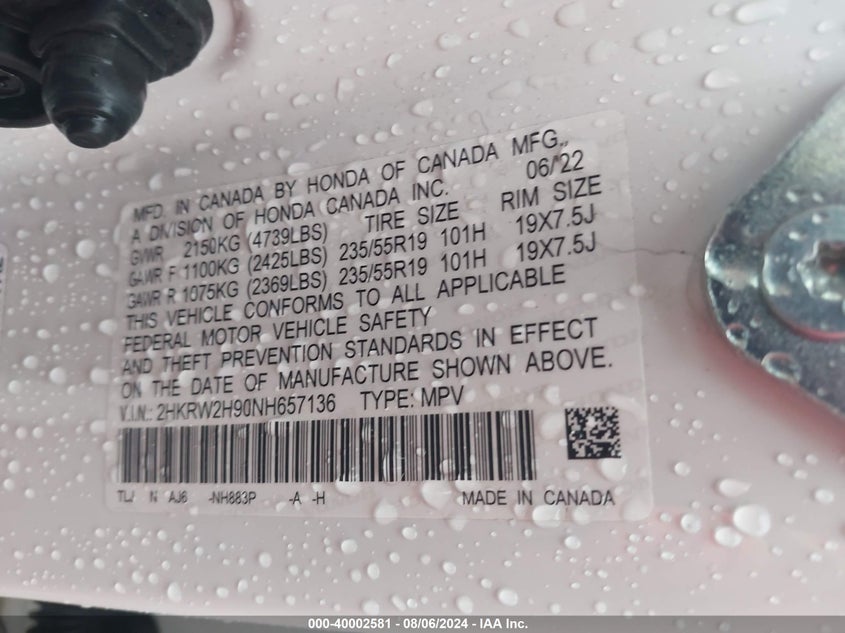 MFD. IN CANADA BY HONDA OF CANADA MFG.,
A DIVISION OF HONDA CANADA INC. 06/22
GVWR 2150KG (4739LBS) TIRE SIZE RIM SIZE
GAWR F 1100KG (2425LBS) 235/55R19 101H 19X7.5J
GAWR R 1075KG (2369LBS) 235/55R19 101H 19X7.5J
THIS VEHICLE CONFORMS TO ALL APPLICABLE
FEDERAL MOTOR VEHICLE SAFETY
AND THEFT PREVENTION STANDARDS IN EFFECT
ON THE DATE OF MANUFACTURE SHOWN ABOVE.
V.I.N.: 2HKRW2H90NH657136 TYPE: MPV
N AJ6 -NH883P -A -H MADE IN CANADA
000-40002581 - 08/06/2024 - IAA Inc.